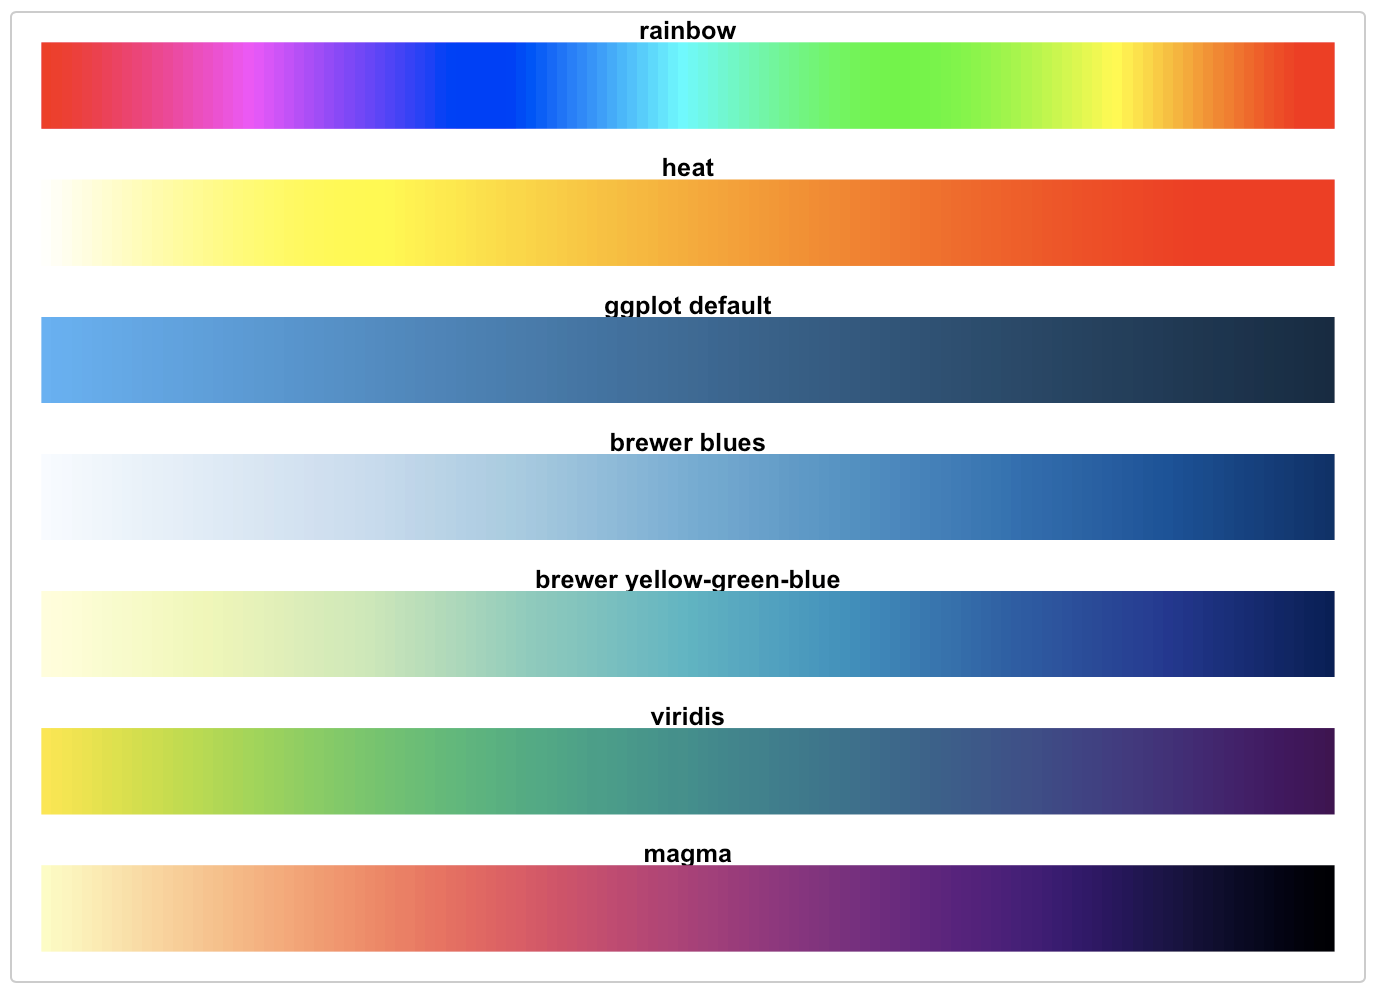 rainbow
heat
ggplot default
brewer blues
brewer yellow-green-blue
viridis
magma